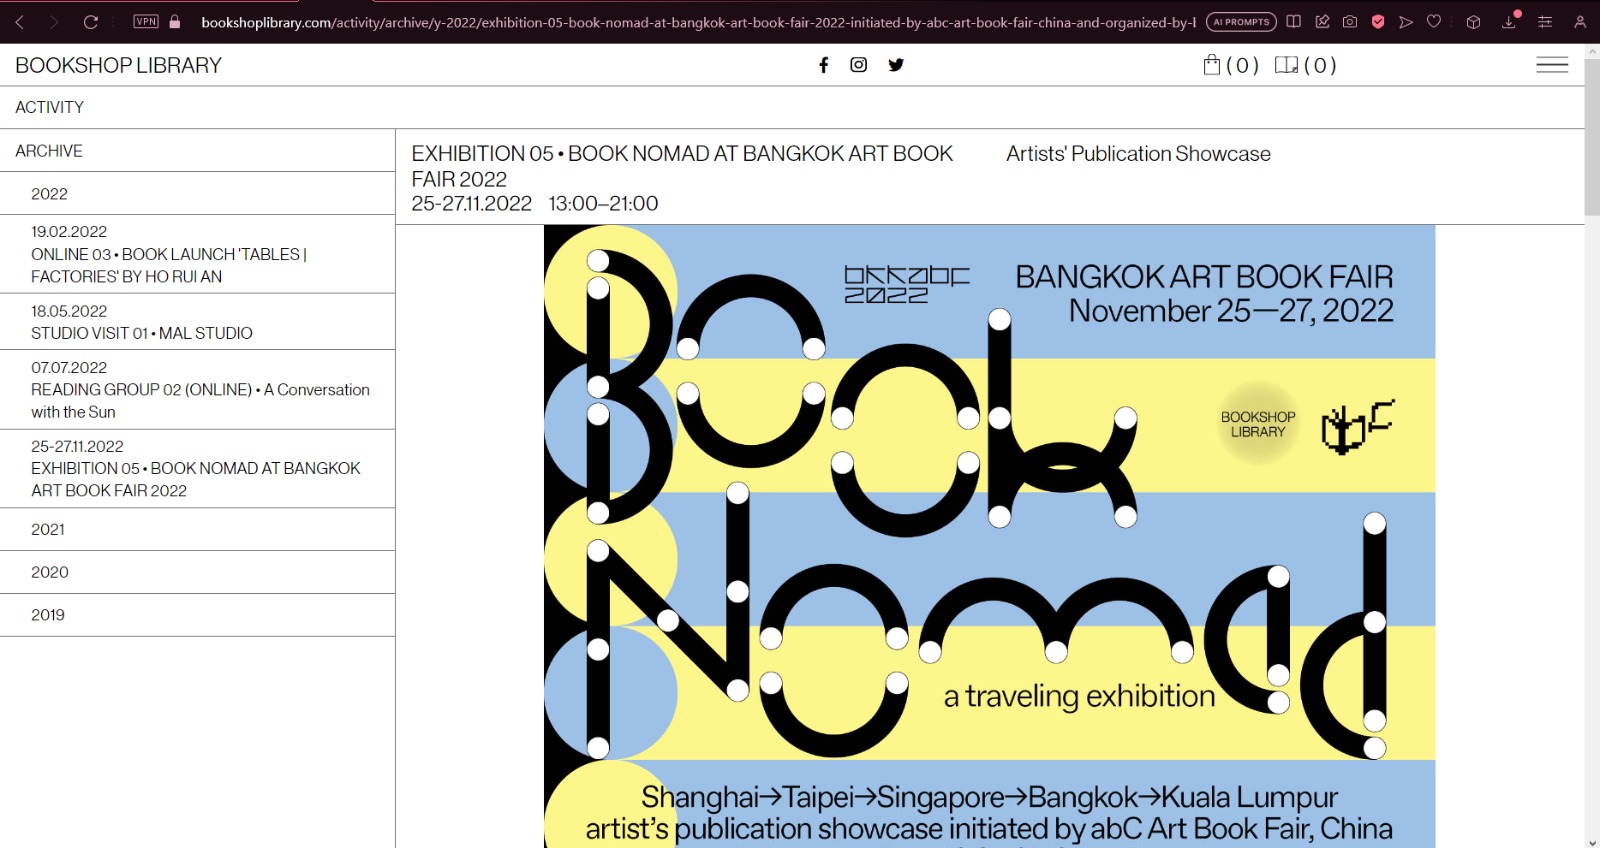 VPN
bookshoplibrary.com/activity/archive/y-2022/exhibition-05-book-nomad-at-bangkok-art-book-fair-2022-initiated-by-abc-art-book-fair-china-and-organized-by-
AI PROMPTS
BOOKSHOP LIBRARY
(0)
(0)
ACTIVITY
ARCHIVE
2022
19.02.2022
ONLINE 03 • BOOK LAUNCH 'TABLES |
FACTORIES' BY HO RUI AN
18.05.2022
STUDIO VISIT 01 • MAL STUDIO
07.07.2022
READING GROUP 02 (ONLINE) • A Conversation
with the Sun
25-27.11.2022
EXHIBITION 05 • BOOK NOMAD AT BANGKOK
ART BOOK FAIR 2022
2021
2020
2019
EXHIBITION 05 • BOOK NOMAD AT BANGKOK ART BOOK
FAIR 2022
25-27.11.2022 13:00–21:00
Artists' Publication Showcase
bkkabc
2022
BANGKOK ART BOOK FAIR
November 25—27, 2022
Book
BOOKSHOP
LIBRARY
Nomad
a traveling exhibition
Shanghai→Taipei→Singapore→Bangkok→Kuala Lumpur
artist's publication showcase initiated by abC Art Book Fair, China